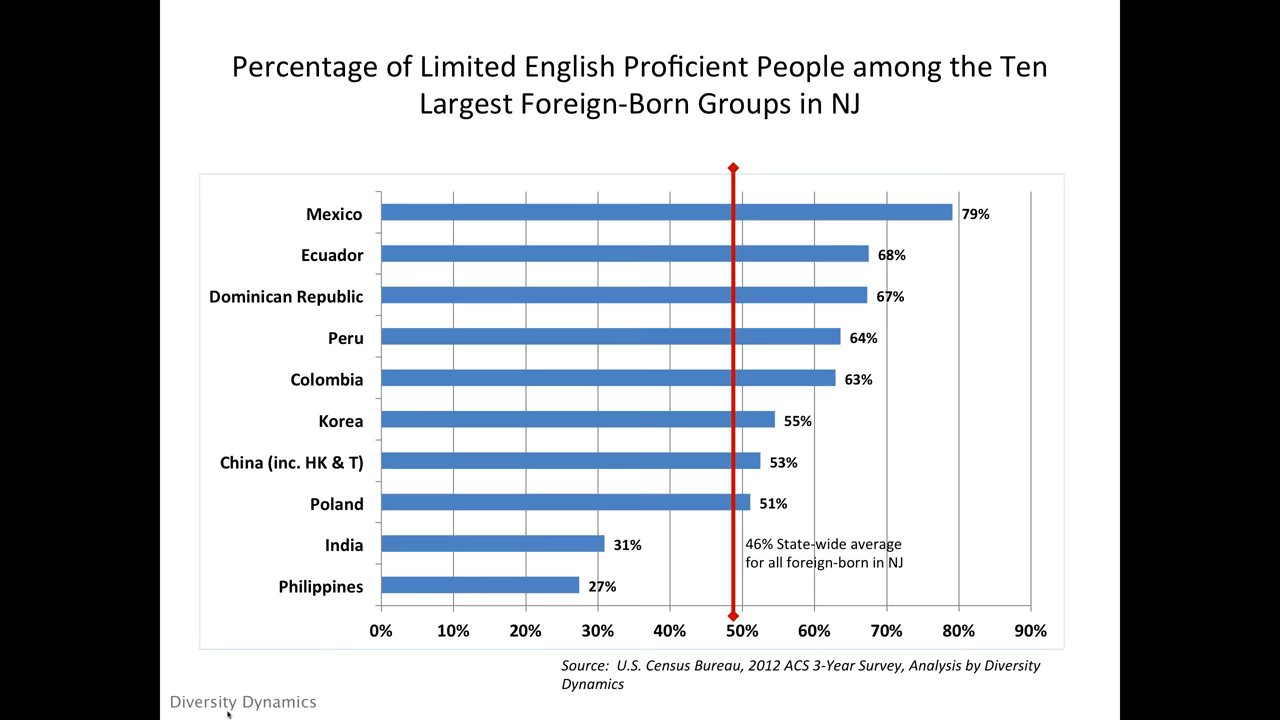 Percentage of Limited English Proficient People among the Ten
Largest Foreign-Born Groups in NJ
Mexico 79%
Ecuador 68%
Dominican Republic 67%
Peru 64%
Colombia 63%
Korea 55%
China (inc. HK & T) 53%
Poland 51%
India 31%
46% State-wide average
for all foreign-born in NJ
Philippines 27%
0% 10% 20% 30% 40% 50% 60% 70% 80% 90%
Source: U.S. Census Bureau, 2012 ACS 3-Year Survey, Analysis by Diversity
Dynamics
Diversity Dynamics